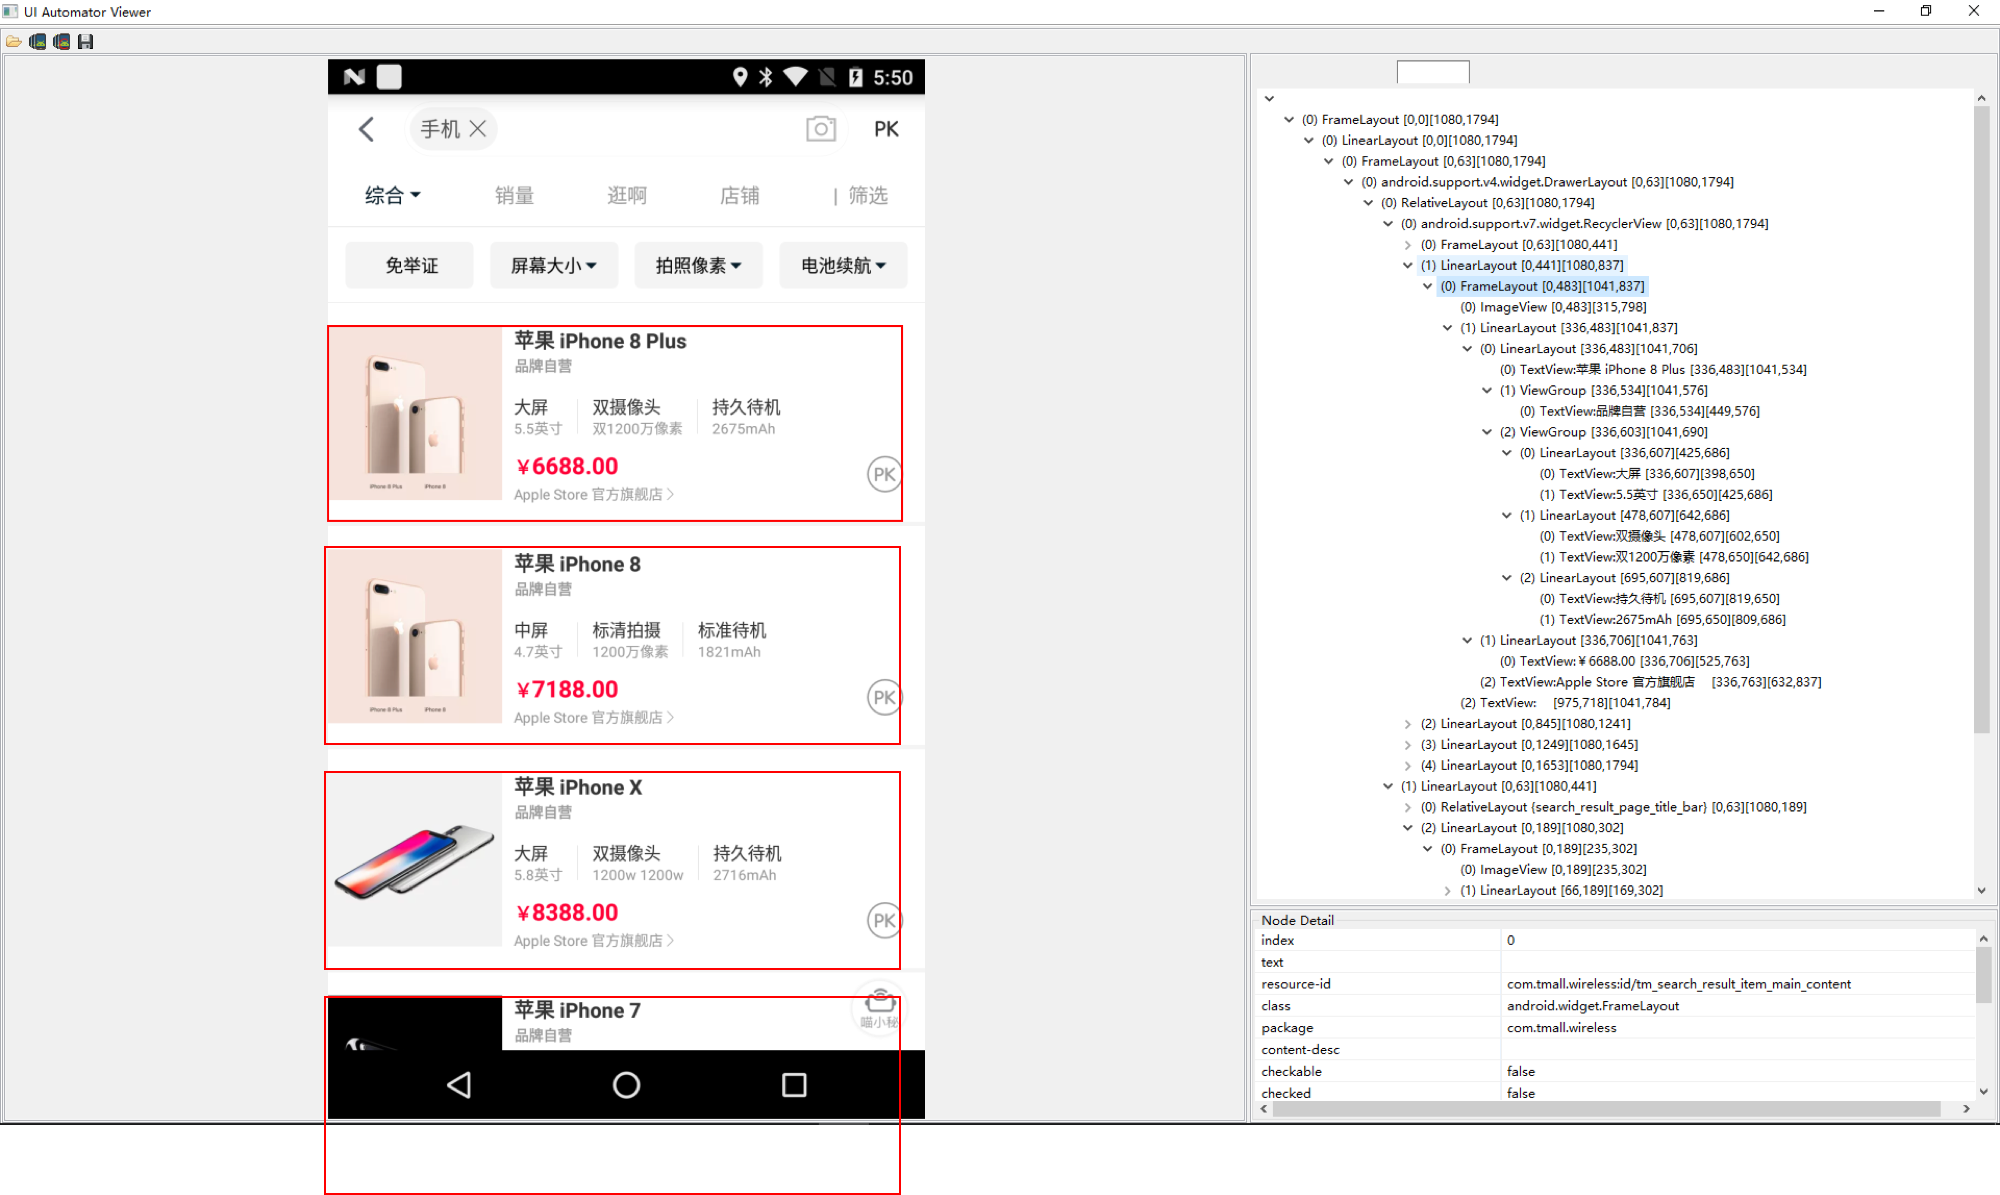 UI Automator Viewer
5:50
手机
PK
综合 销量 逛啊 店铺 | 筛选
免举证 屏幕大小 拍照像素 电池续航
苹果 iPhone 8 Plus
品牌自营
大屏 双摄像头 持久待机
5.5英寸 双1200万像素 2675mAh
¥6688.00
PK
Apple Store 官方旗舰店
iPhone 8 Plus iPhone 8
苹果 iPhone 8
品牌自营
中屏 标清拍摄 标准待机
4.7英寸 1200万像素 1821mAh
¥7188.00
PK
Apple Store 官方旗舰店
iPhone 8 Plus iPhone 8
苹果 iPhone X
品牌自营
大屏 双摄像头 持久待机
5.8英寸 1200w 1200w 2716mAh
¥8388.00
PK
Apple Store 官方旗舰店
苹果 iPhone 7
品牌自营
喵小秘
(0) FrameLayout [0,0][1080,1794]
(0) LinearLayout [0,0][1080,1794]
(0) FrameLayout [0,63][1080,1794]
(0) android.support.v4.widget.DrawerLayout [0,63][1080,1794]
(0) RelativeLayout [0,63][1080,1794]
(0) android.support.v7.widget.RecyclerView [0,63][1080,1794]
(0) FrameLayout [0,63][1080,441]
(1) LinearLayout [0,441][1080,837]
(0) FrameLayout [0,483][1041,837]
(0) ImageView [0,483][315,798]
(1) LinearLayout [336,483][1041,837]
(0) LinearLayout [336,483][1041,706]
(0) TextView:苹果 iPhone 8 Plus [336,483][1041,534]
(1) ViewGroup [336,534][1041,576]
(0) TextView:品牌自营 [336,534][449,576]
(2) ViewGroup [336,603][1041,690]
(0) LinearLayout [336,607][425,686]
(0) TextView:大屏 [336,607][398,650]
(1) TextView:5.5英寸 [336,650][425,686]
(1) LinearLayout [478,607][642,686]
(0) TextView:双摄像头 [478,607][602,650]
(1) TextView:双1200万像素 [478,650][642,686]
(2) LinearLayout [695,607][819,686]
(0) TextView:持久待机 [695,607][819,650]
(1) TextView:2675mAh [695,650][809,686]
(1) LinearLayout [336,706][1041,763]
(0) TextView:¥6688.00 [336,706][525,763]
(2) TextView:Apple Store 官方旗舰店 [336,763][632,837]
(2) TextView: [975,718][1041,784]
(2) LinearLayout [0,845][1080,1241]
(3) LinearLayout [0,1249][1080,1645]
(4) LinearLayout [0,1653][1080,1794]
(1) LinearLayout [0,63][1080,441]
(0) RelativeLayout {search_result_page_title_bar} [0,63][1080,189]
(2) LinearLayout [0,189][1080,302]
(0) FrameLayout [0,189][235,302]
(0) ImageView [0,189][235,302]
(1) LinearLayout [66,189][169,302]
Node Detail
index 0
text
resource-id com.tmall.wireless:id/tm_search_result_item_main_content
class android.widget.FrameLayout
package com.tmall.wireless
content-desc
checkable false
checked false